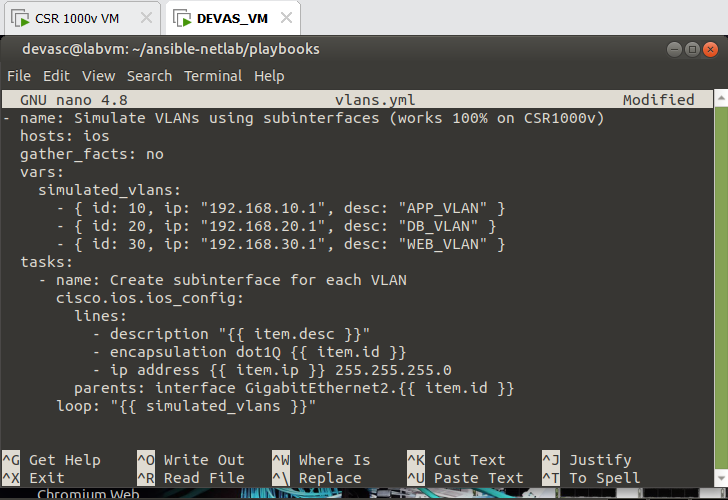 CSR 1000v VM
DEVAS_VM
devasc@labvm: ~/ansible-netlab/playbooks
File Edit View Search Terminal Help
GNU nano 4.8 vlans.yml Modified
- name: Simulate VLANs using subinterfaces (works 100% on CSR1000v)
  hosts: ios
  gather_facts: no
  vars:
    simulated_vlans:
      - { id: 10, ip: "192.168.10.1", desc: "APP_VLAN" }
      - { id: 20, ip: "192.168.20.1", desc: "DB_VLAN" }
      - { id: 30, ip: "192.168.30.1", desc: "WEB_VLAN" }
  tasks:
    - name: Create subinterface for each VLAN
      cisco.ios.ios_config:
        lines:
          - description "{{ item.desc }}"
          - encapsulation dot1Q {{ item.id }}
          - ip address {{ item.ip }} 255.255.255.0
        parents: interface GigabitEthernet2.{{ item.id }}
      loop: "{{ simulated_vlans }}"
^G Get Help ^O Write Out ^W Where Is ^K Cut Text ^J Justify
^X Exit ^R Read File ^\ Replace ^U Paste Text ^T To Spell
Chromium Web